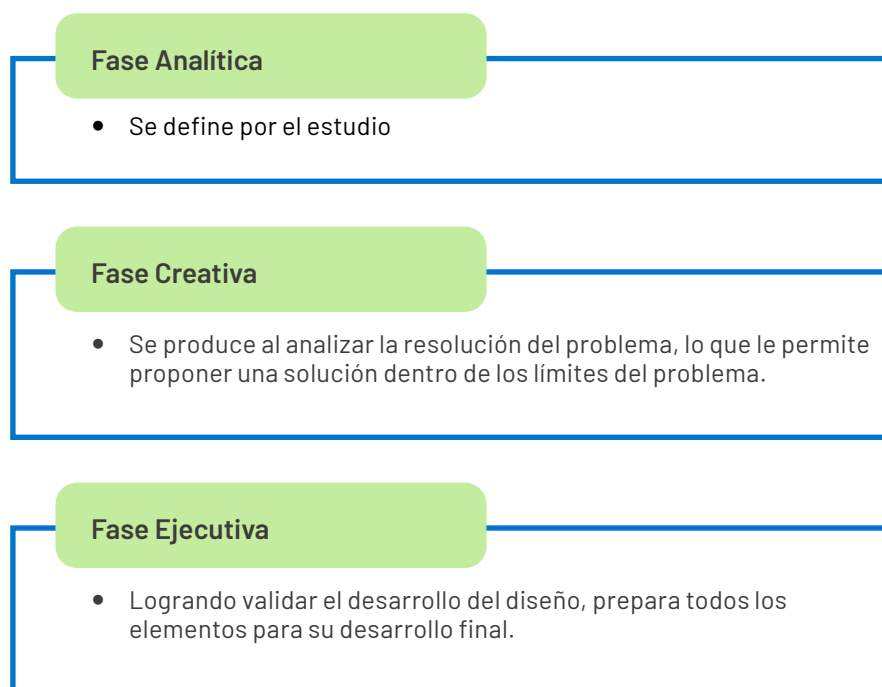 Fase Analítica
• Se define por el estudio
Fase Creativa
• Se produce al analizar la resolución del problema, lo que le permite
proponer una solución dentro de los límites del problema.
Fase Ejecutiva
• Logrando validar el desarrollo del diseño, prepara todos los
elementos para su desarrollo final.